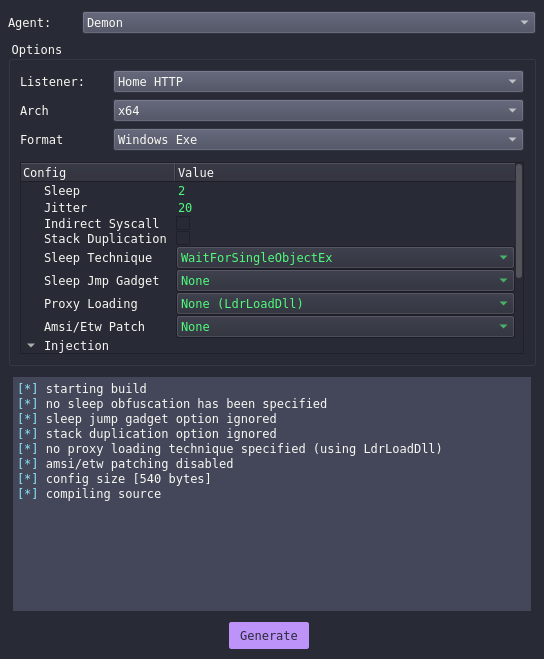 Agent: Demon
Options
Listener: Home HTTP
Arch x64
Format Windows Exe
Config Value
Sleep 2
Jitter 20
Indirect Syscall
Stack Duplication
Sleep Technique WaitForSingleObjectEx
Sleep Jmp Gadget None
Proxy Loading None (LdrLoadDll)
Amsi/Etw Patch None
Injection
[*] starting build
[*] no sleep obfuscation has been specified
[*] sleep jump gadget option ignored
[*] stack duplication option ignored
[*] no proxy loading technique specified (using LdrLoadDll)
[*] amsi/etw patching disabled
[*] config size [540 bytes]
[*] compiling source
Generate